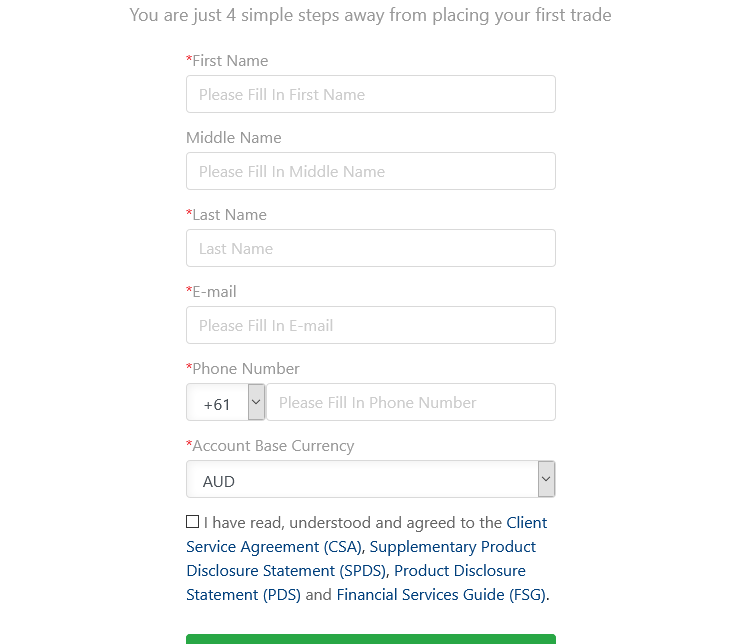 You are just 4 simple steps away from placing your first trade
*First Name
Please Fill In First Name
Middle Name
Please Fill In Middle Name
*Last Name
Last Name
*E-mail
Please Fill In E-mail
*Phone Number
+61 Please Fill In Phone Number
*Account Base Currency
AUD
I have read, understood and agreed to the Client
Service Agreement (CSA), Supplementary Product
Disclosure Statement (SPDS), Product Disclosure
Statement (PDS) and Financial Services Guide (FSG).